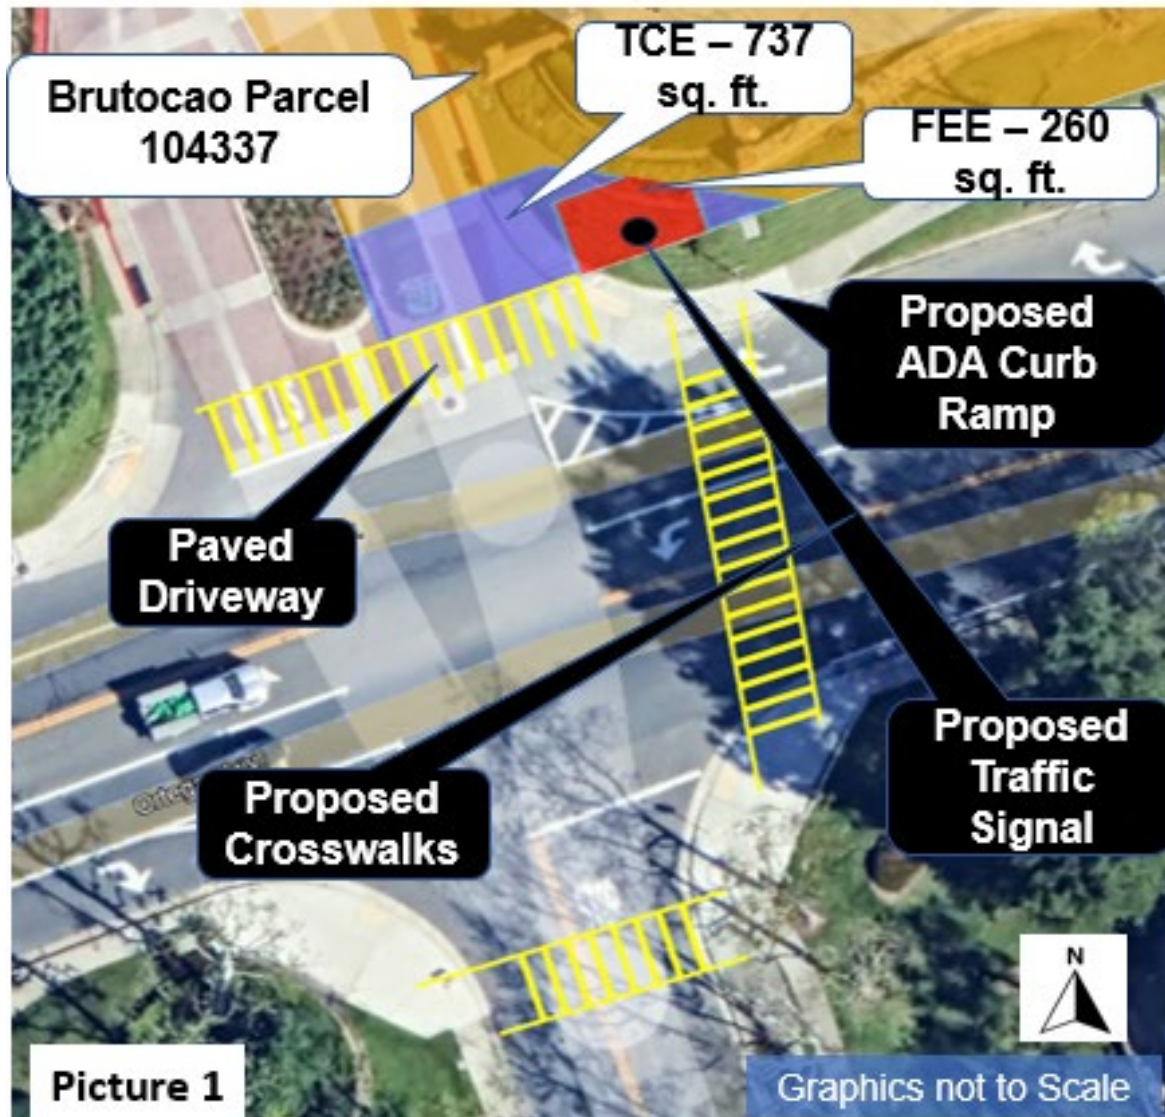 TCE – 737
sq. ft.
Brutocao Parcel
104337
FEE – 260
sq. ft.
Proposed
ADA Curb
Ramp
Paved
Driveway
Proposed
Traffic
Signal
Proposed
Crosswalks
N
Picture 1
Graphics not to Scale